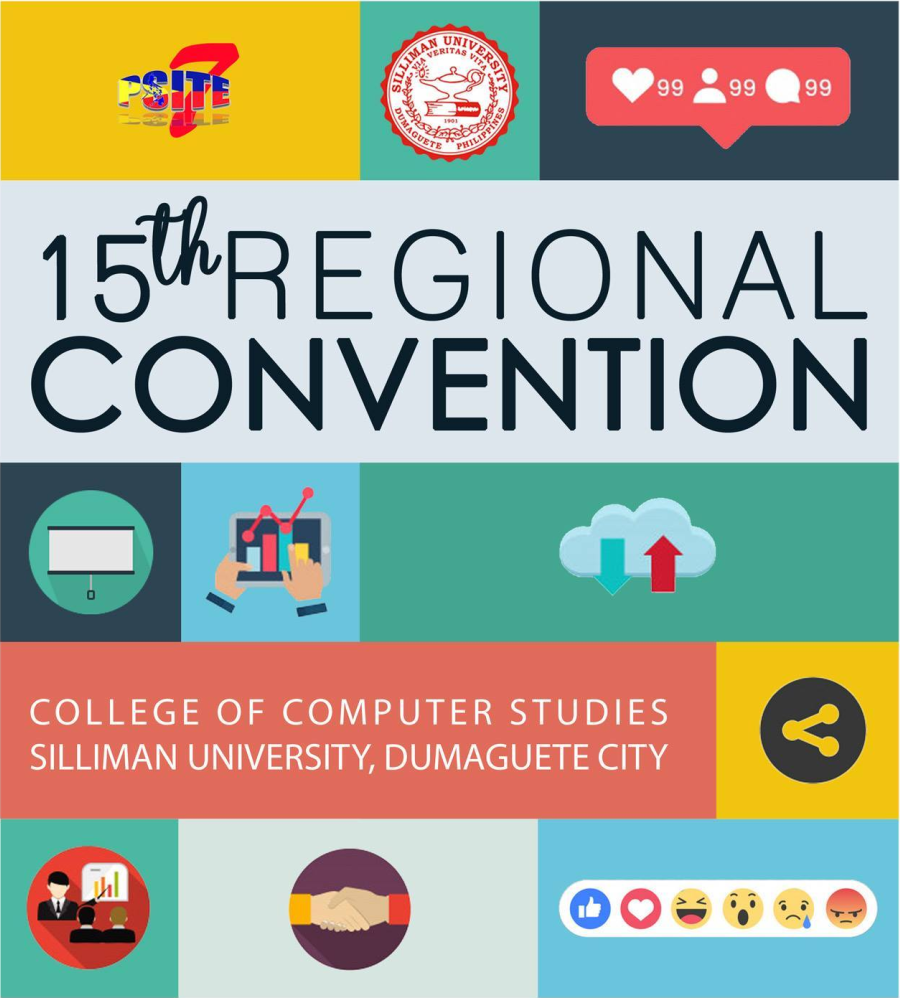 PSITE 7
SILLIMAN UNIVERSITY
VIA VERITAS VITA
1901
DUMAGUETE PHILIPPINES
99 99 99
15th REGIONAL
CONVENTION
COLLEGE OF COMPUTER STUDIES
SILLIMAN UNIVERSITY, DUMAGUETE CITY